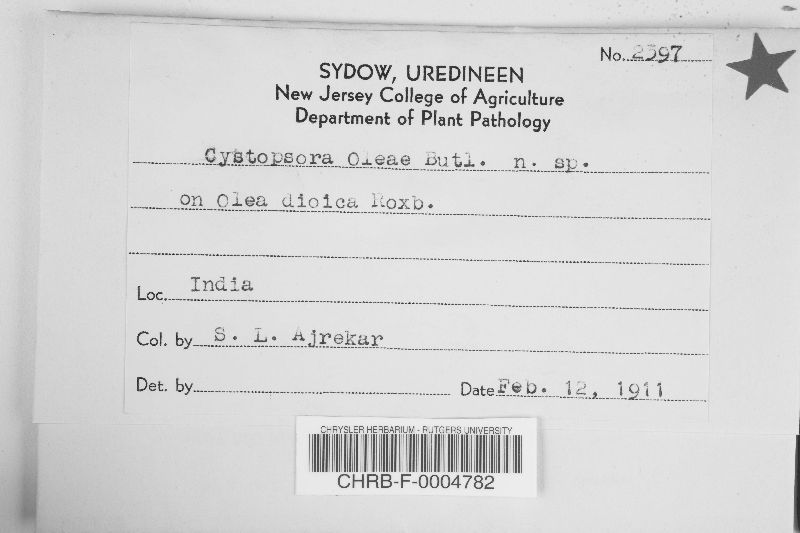 No. 2397
SYDOW, UREDINEEN
New Jersey College of Agriculture
Department of Plant Pathology
Cystopsora Oleae Butl. n. sp.
on Olea dioica Roxb.
Loc. India
Col. by S. L. Ajrekar
Det. by
Date Feb. 12, 1911
CHRYSLER HERBARIUM - RUTGERS UNIVERSITY
CHRB-F-0004782